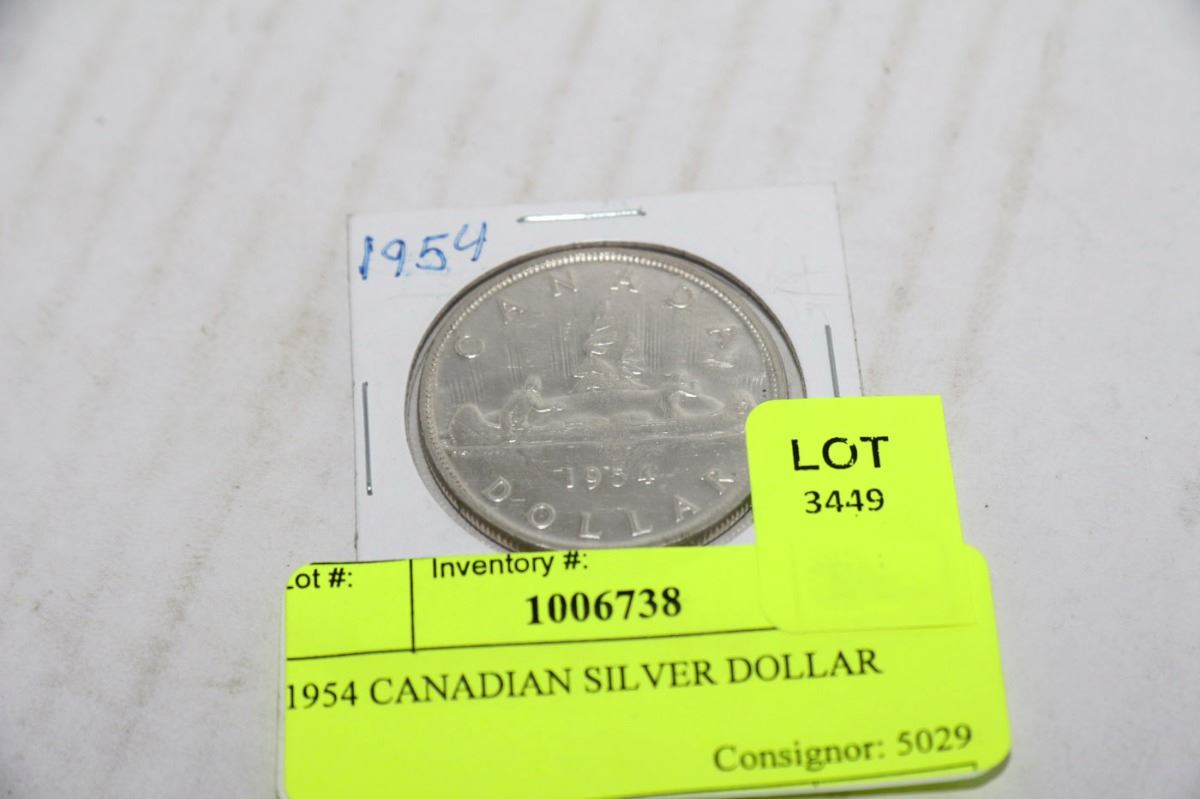 1954
CANADA
1954
DOLLAR
LOT
3449
Lot #:
Inventory #:
1006738
1954 CANADIAN SILVER DOLLAR
Consignor: 5029